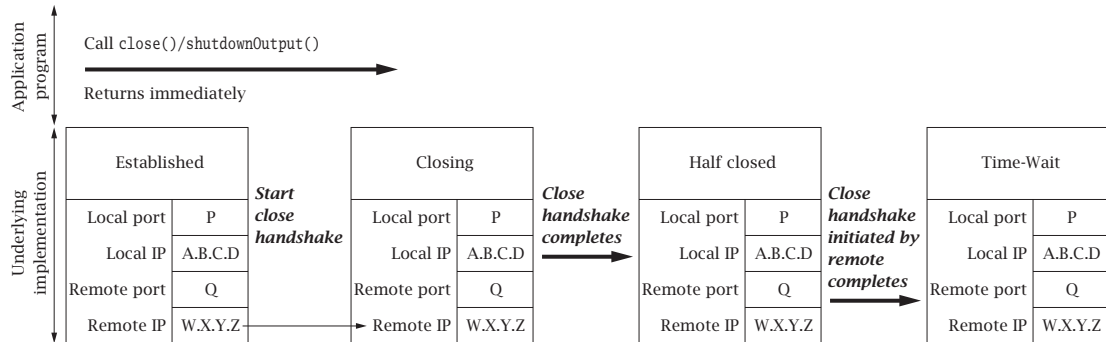 Application
program
Call close()/shutdownOutput()
Returns immediately
Underlying
implementation
Established
Local port P
Local IP A.B.C.D
Remote port Q
Remote IP W.X.Y.Z
Start
close
handshake
Closing
Local port P
Local IP A.B.C.D
Remote port Q
Remote IP W.X.Y.Z
Close
handshake
completes
Half closed
Local port P
Local IP A.B.C.D
Remote port Q
Remote IP W.X.Y.Z
Close
handshake
initiated by
remote
completes
Time-Wait
Local port P
Local IP A.B.C.D
Remote port Q
Remote IP W.X.Y.Z